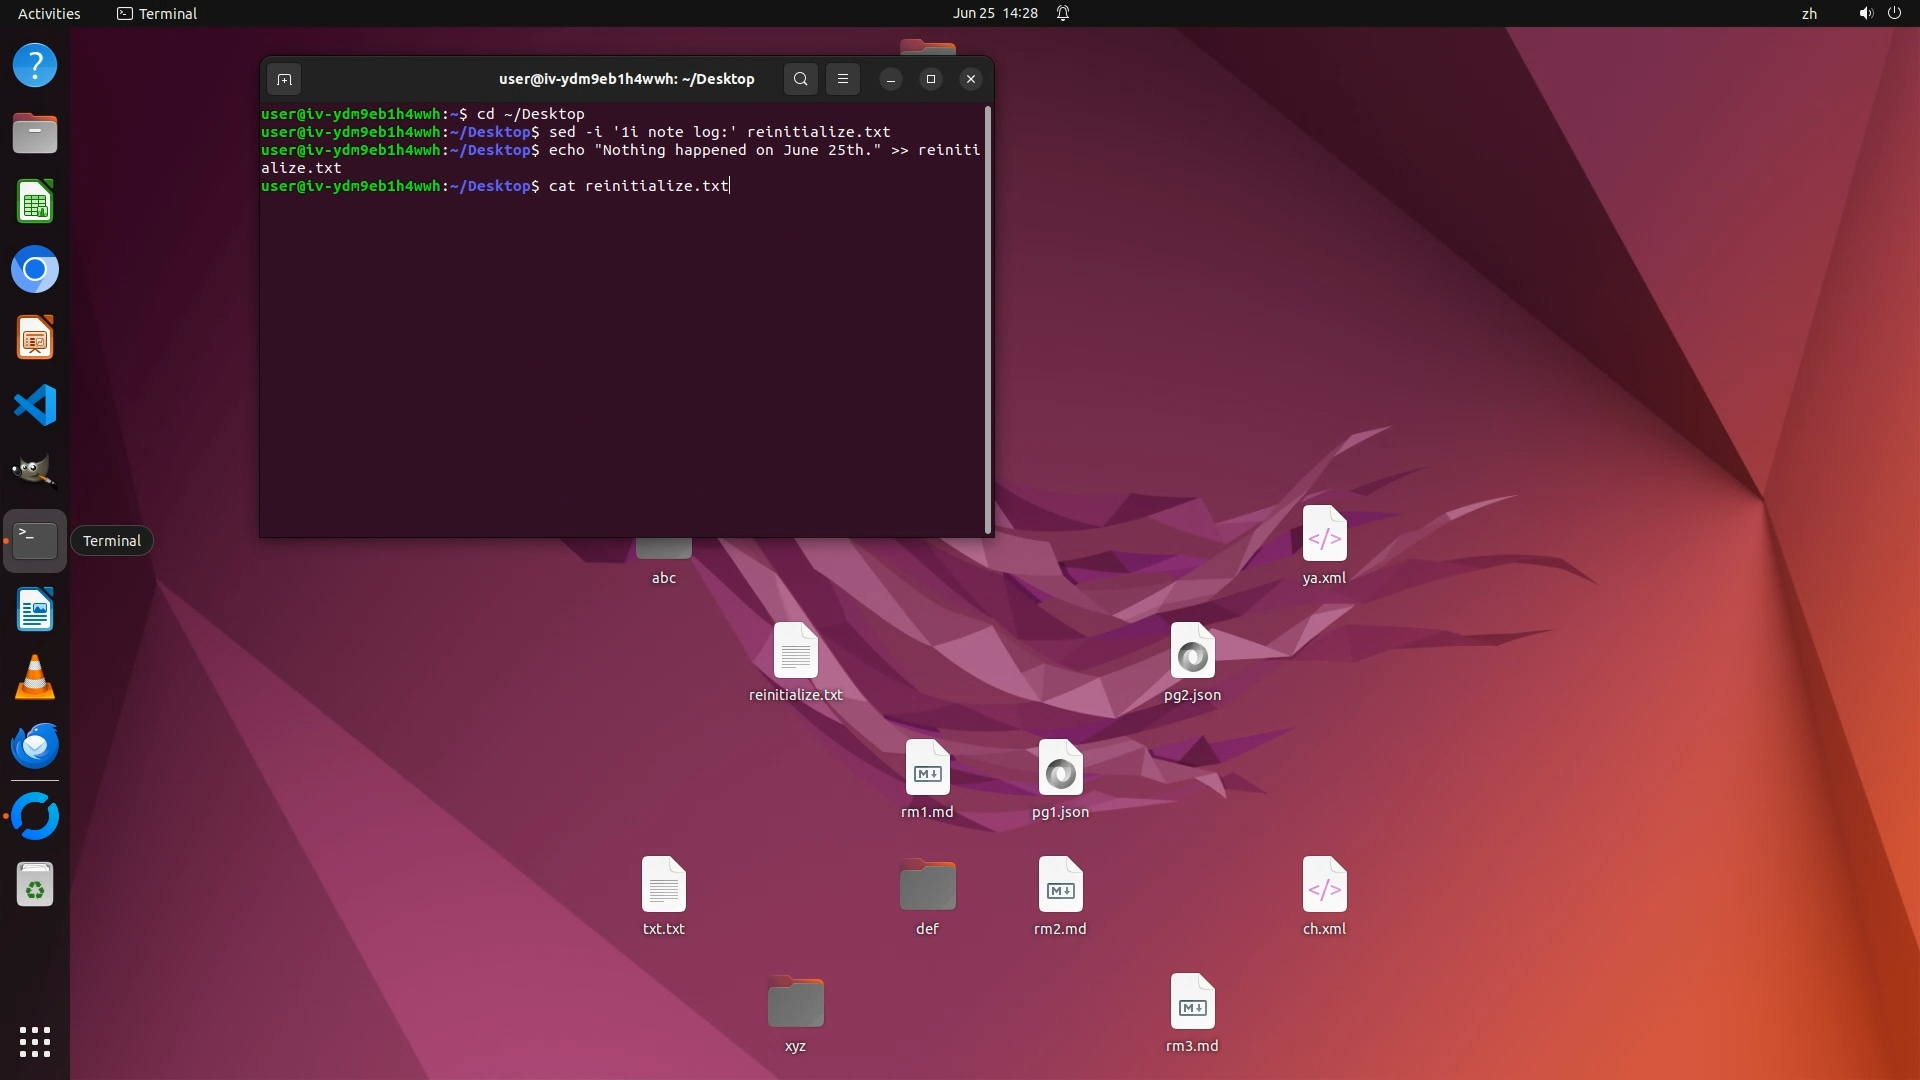 Activities
Terminal
Jun 25 14:28
zh
user@iv-ydm9eb1h4wwh: ~/Desktop
user@iv-ydm9eb1h4wwh:~$ cd ~/Desktop
user@iv-ydm9eb1h4wwh:~/Desktop$ sed -i '1i note log:' reinitialize.txt
user@iv-ydm9eb1h4wwh:~/Desktop$ echo "Nothing happened on June 25th." >> reiniti
alize.txt
user@iv-ydm9eb1h4wwh:~/Desktop$ cat reinitialize.txt
Terminal
abc
ya.xml
reinitialize.txt
pg2.json
rm1.md
pg1.json
txt.txt
def
rm2.md
ch.xml
xyz
rm3.md